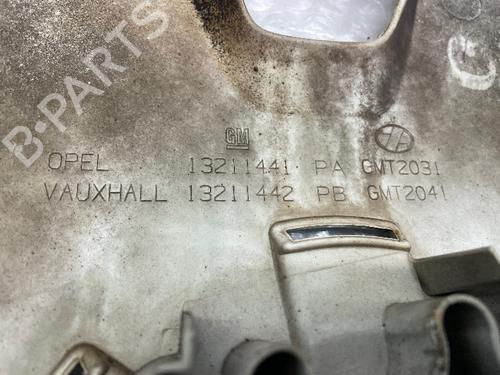 B-PARTS
G
GM
OPEL 13211441 PA GMT2031
VAUXHALL 13211442 PB GMT2041